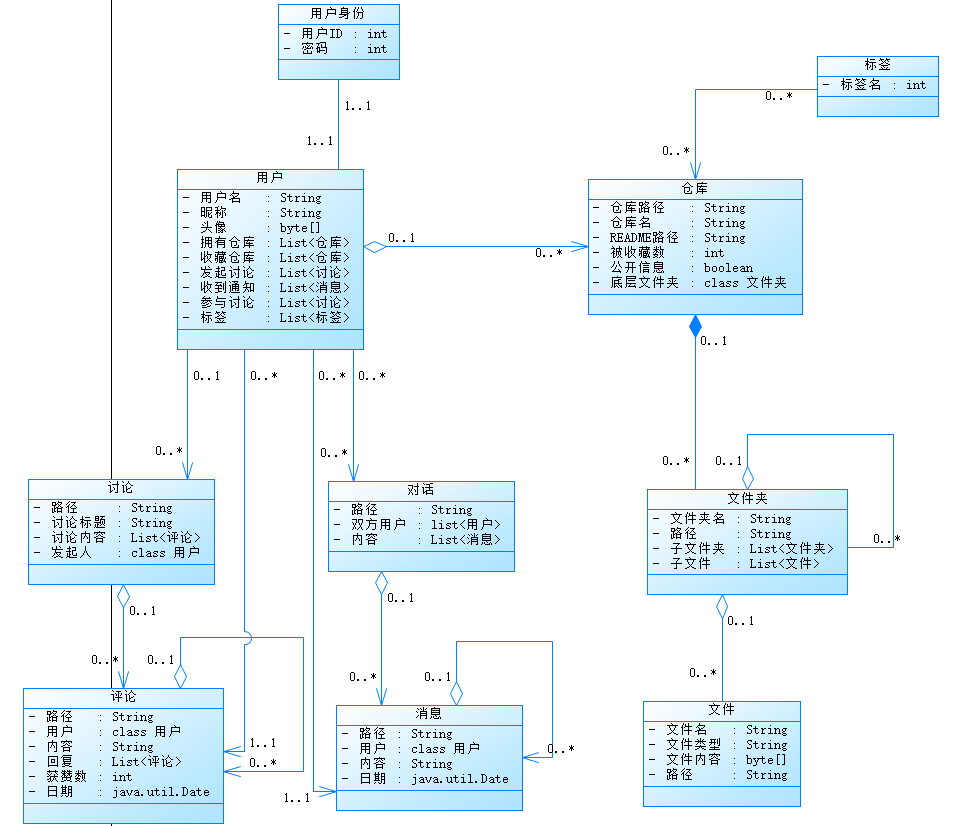 用户身份
- 用户ID : int
- 密码 : int
1..1
1..1
标签
- 标签名 : int
0..*
0..*
用户
- 用户名 : String
- 昵称 : String
- 头像 : byte[]
- 拥有仓库 : List<仓库>
- 收藏仓库 : List<仓库>
- 发起讨论 : List<讨论>
- 收到通知 : List<消息>
- 参与讨论 : List<讨论>
- 标签 : List<标签>
0..1
0..*
仓库
- 仓库路径 : String
- 仓库名 : String
- README路径 : String
- 被收藏数 : int
- 公开信息 : boolean
- 底层文件夹 : class 文件夹
0..1
0..*
0..1
0..*
0..*
0..*
0..*
0..*
讨论
- 路径 : String
- 讨论标题 : String
- 讨论内容 : List<评论>
- 发起人 : class 用户
0..1
0..*
对话
- 路径 : String
- 双方用户 : list<用户>
- 内容 : List<消息>
0..1
0..*
文件夹
- 文件夹名 : String
- 路径 : String
- 子文件夹 : List<文件夹>
- 子文件 : List<文件>
0..1
0..*
0..1
0..*
评论
- 路径 : String
- 用户 : class 用户
- 内容 : String
- 回复 : List<评论>
- 获赞数 : int
- 日期 : java.util.Date
0..1
1..1
0..*
消息
- 路径 : String
- 用户 : class 用户
- 内容 : String
- 日期 : java.util.Date
0..1
0..*
1..1
文件
- 文件名 : String
- 文件类型 : String
- 文件内容 : byte[]
- 路径 : String